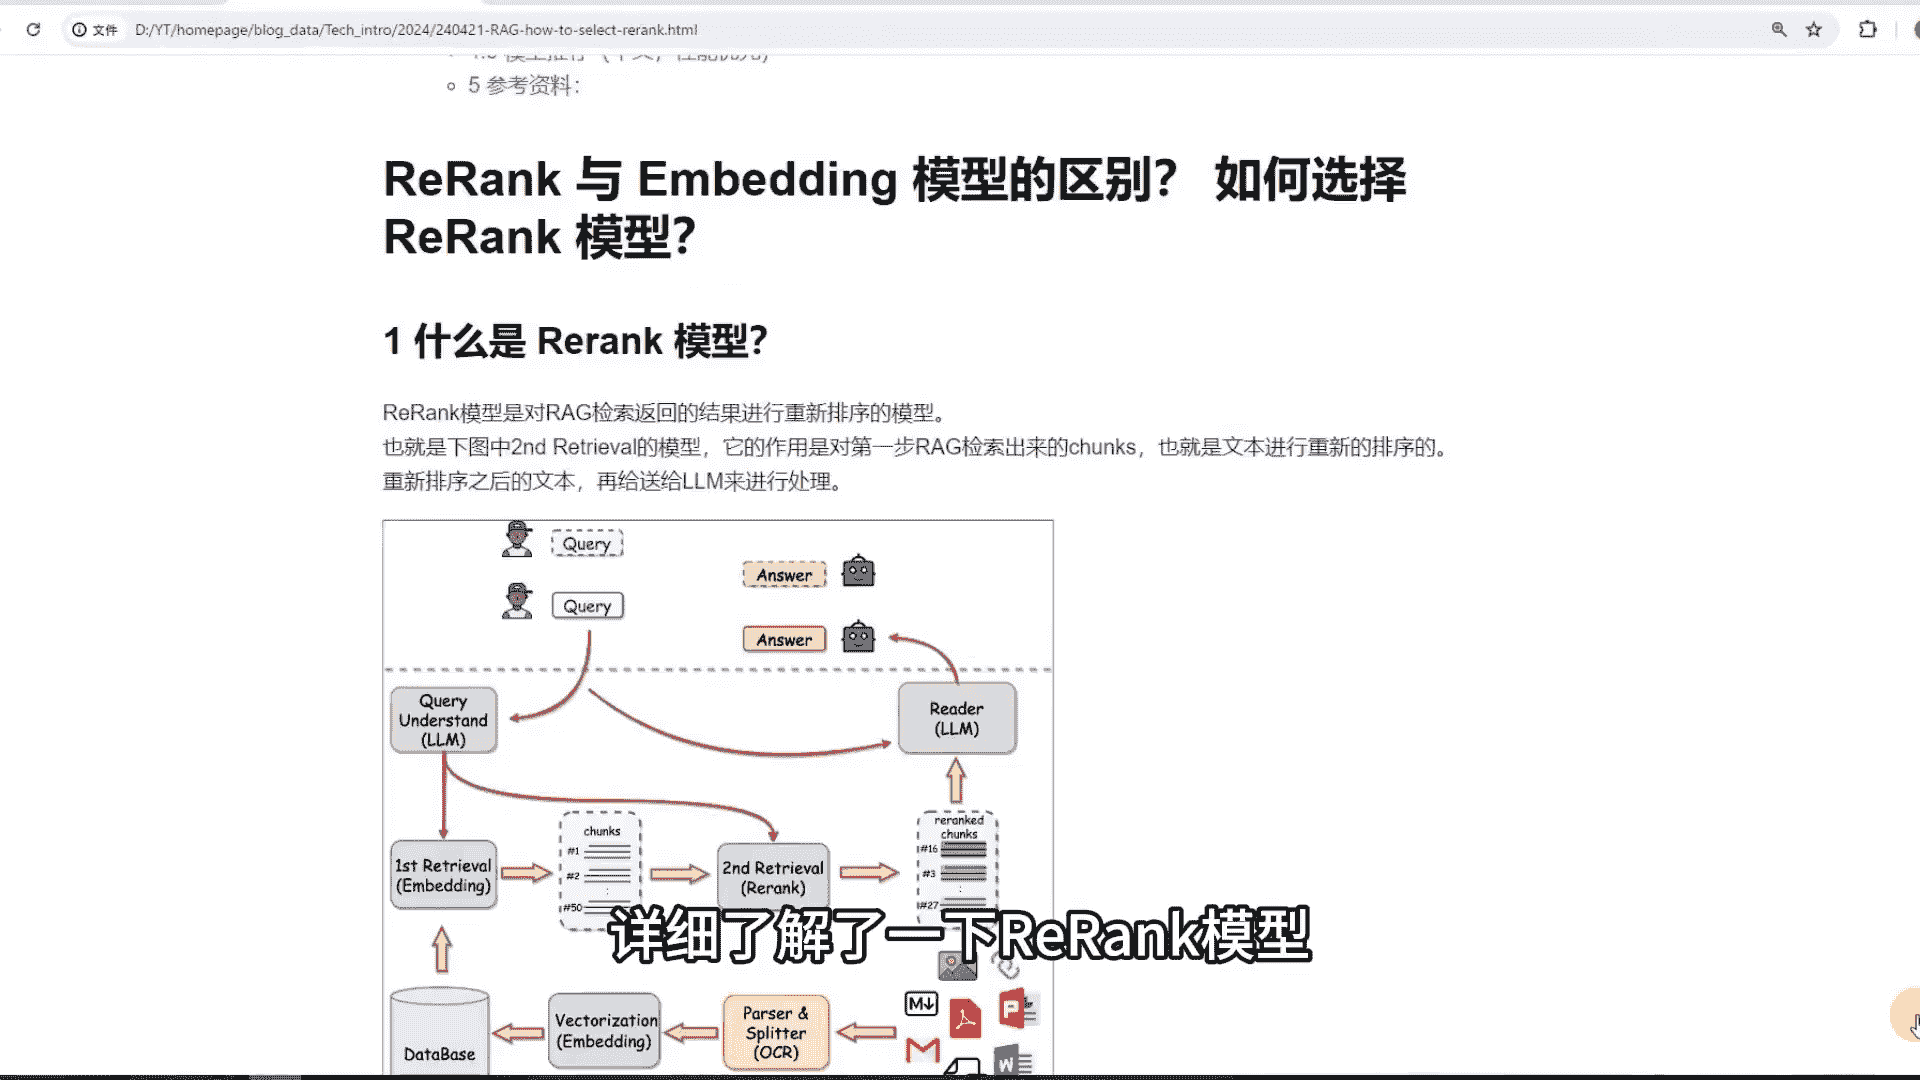 文件 D:/YT/homepage/blog_data/Tech_intro/2024/240421-RAG-how-to-select-rerank.html
5 参考资料：
ReRank 与 Embedding 模型的区别？ 如何选择
ReRank 模型？
1 什么是 Rerank 模型？
ReRank模型是对RAG检索返回的结果进行重新排序的模型。
也就是下图中2nd Retrieval的模型，它的作用是对第一步RAG检索出来的chunks，也就是文本进行重新的排序的。
重新排序之后的文本，再给送给LLM来进行处理。
Query
Answer
Query
Answer
Query
Understand
(LLM)
Reader
(LLM)
1st Retrieval
(Embedding)
chunks
#1
#2
#50
2nd Retrieval
(Rerank)
reranked
chunks
#16
#3
#27
详细了解了一下ReRank模型
DataBase
Vectorization
(Embedding)
Parser &
Splitter
(OCR)
M↓
P
W